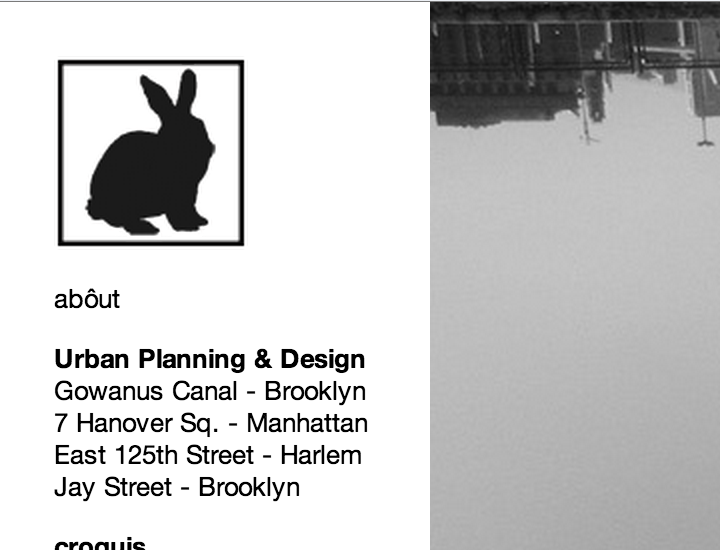 abôut
Urban Planning & Design
Gowanus Canal - Brooklyn
7 Hanover Sq. - Manhattan
East 125th Street - Harlem
Jay Street - Brooklyn
croquis